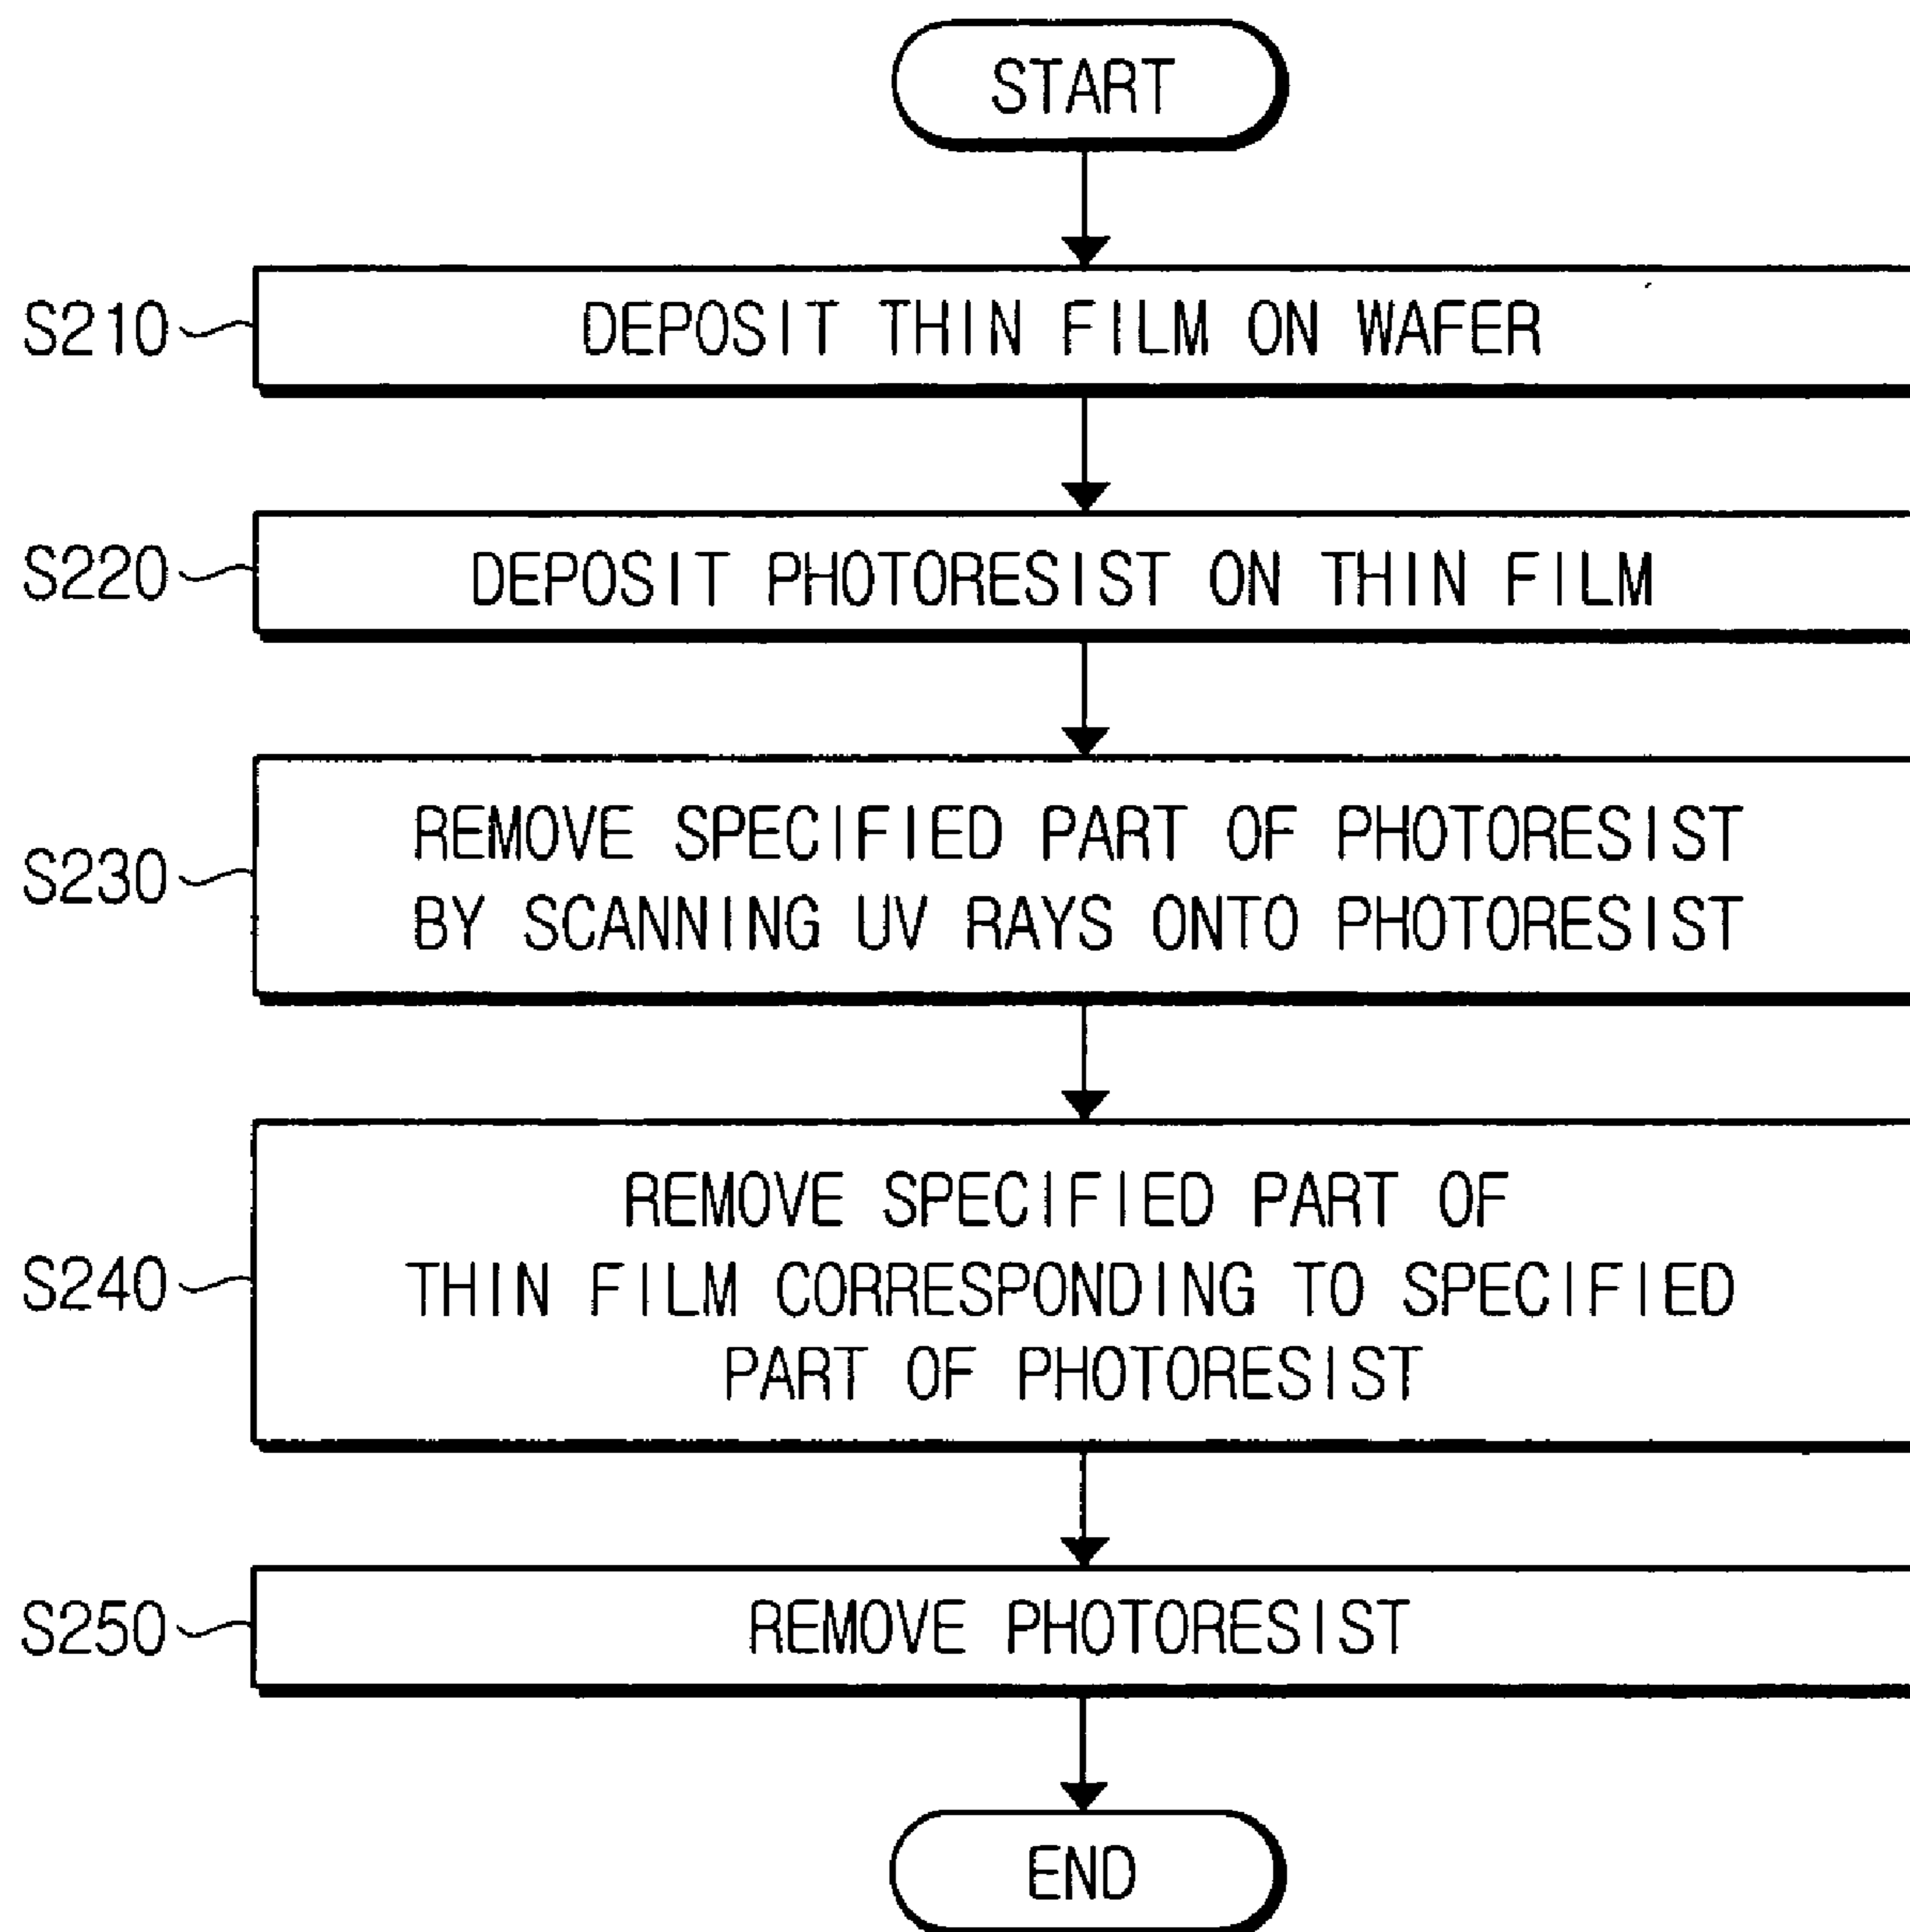 START
S210
DEPOSIT THIN FILM ON WAFER
S220
DEPOSIT PHOTORESIST ON THIN FILM
S230
REMOVE SPECIFIED PART OF PHOTORESIST
BY SCANNING UV RAYS ONTO PHOTORESIST
S240
REMOVE SPECIFIED PART OF
THIN FILM CORRESPONDING TO SPECIFIED
PART OF PHOTORESIST
S250
REMOVE PHOTORESIST
END